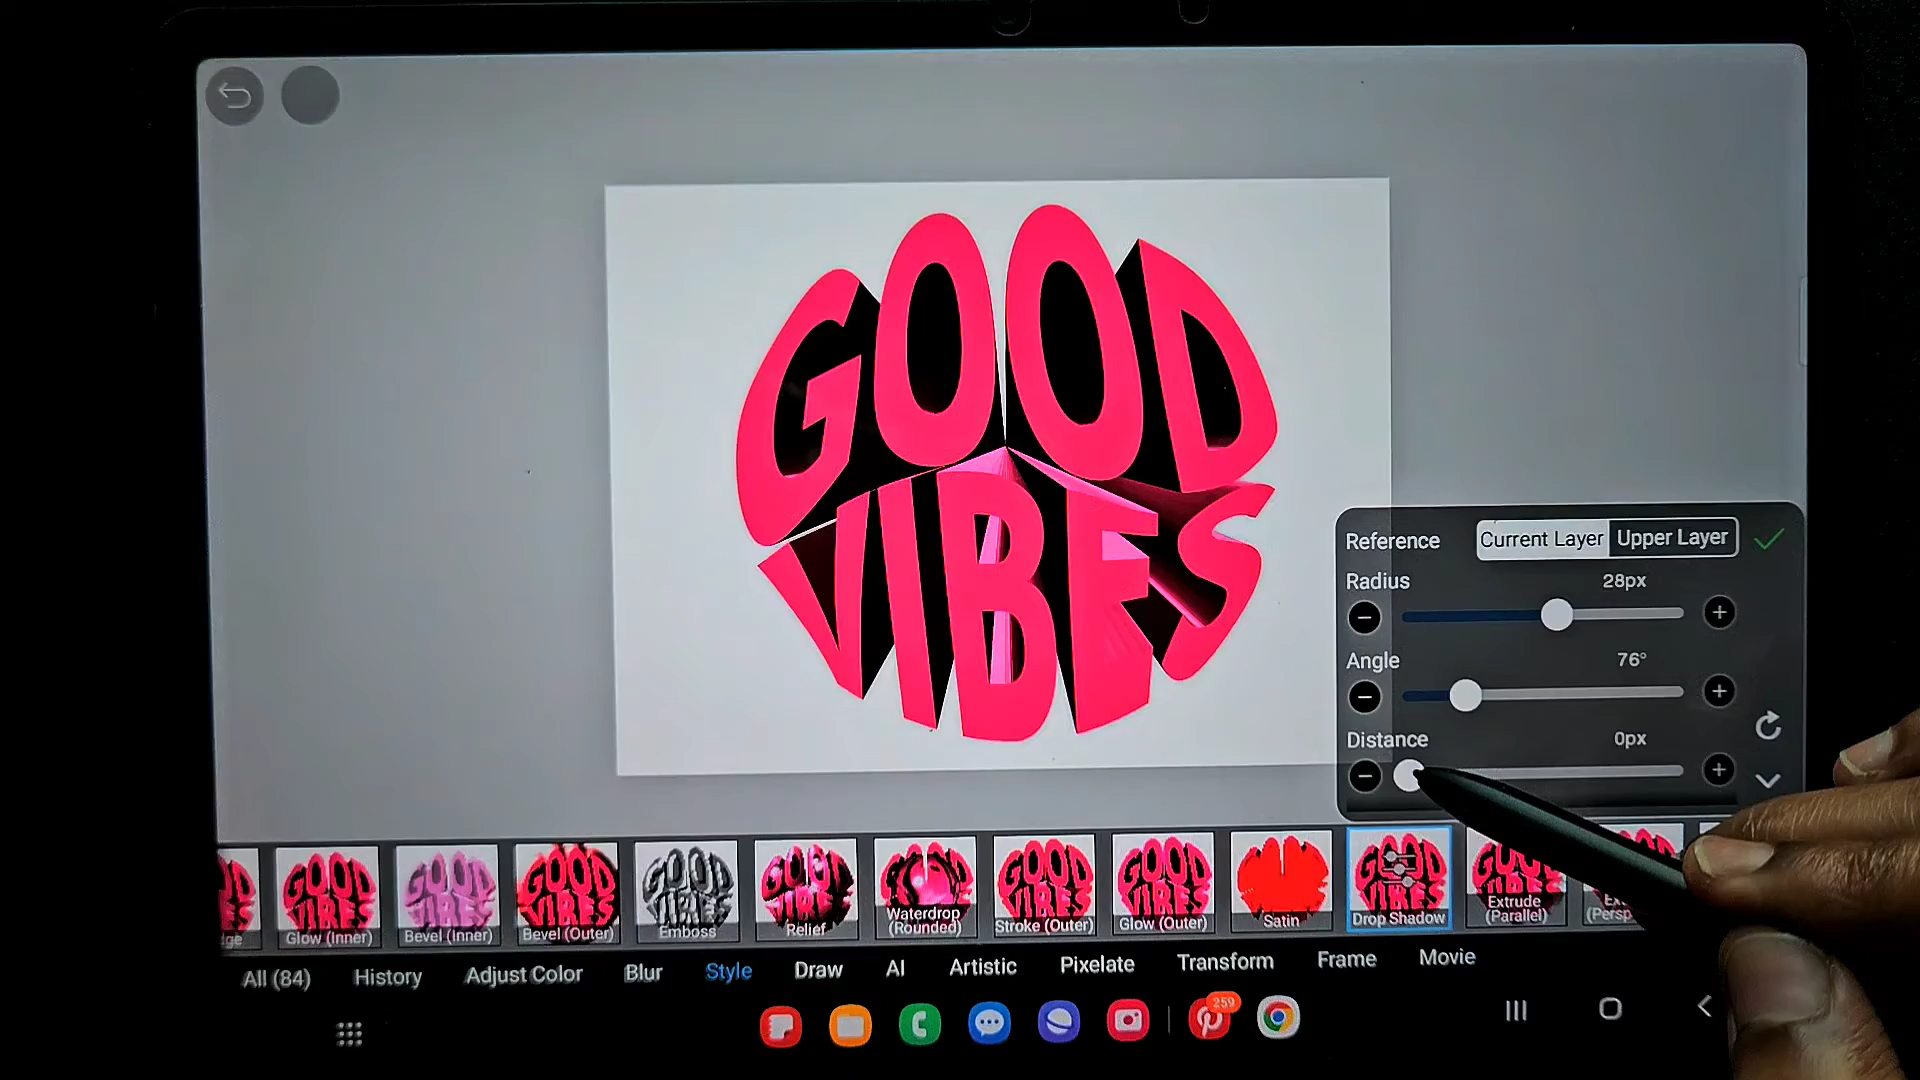 GOOD
VIBES
Reference Current Layer Upper Layer
Radius 28px
Angle 76°
Distance 0px
Glow (Inner) Bevel (Inner) Bevel (Outer) Emboss Relief Waterdrop (Rounded) Stroke (Outer) Glow (Outer) Satin Drop Shadow Extrude (Parallel)
All (84) History Adjust Color Blur Style Draw AI Artistic Pixelate Transform Frame Movie
259